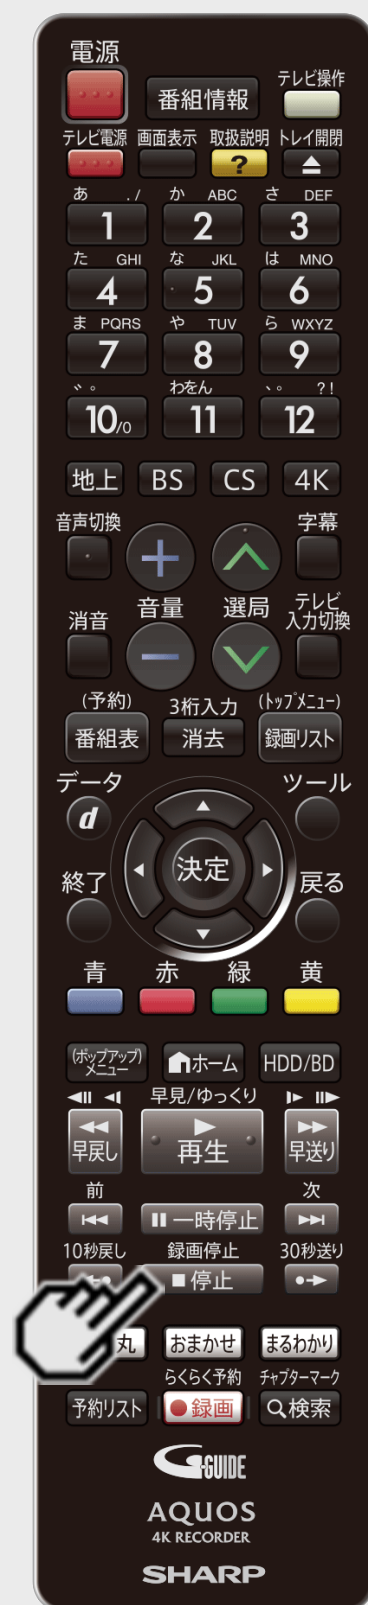 電源
番組情報
テレビ操作
テレビ電源 画面表示 取扱説明 トレイ開閉
?
あ ./ か ABC さ DEF
1 2 3
た GHI な JKL は MNO
4 5 6
ま PQRS や TUV ら WXYZ
7 8 9
゛゜ わをん 、。 ?!
10/0 11 12
地上 BS CS 4K
音声切換 字幕
消音 音量 選局 テレビ
入力切換
(予約) 3桁入力 (トップメニュー)
番組表 消去 録画リスト
データ ツール
d
決定
終了 戻る
青 赤 緑 黄
(ポップアップ)
メニュー
ホーム HDD/BD
早見/ゆっくり
早戻し 再生 早送り
前 次
一時停止
10秒戻し 録画停止 30秒送り
停止
丸 おまかせ まるわかり
らくらく予約 チャプターマーク
予約リスト 録画 検索
G-GUIDE
AQUOS
4K RECORDER
SHARP